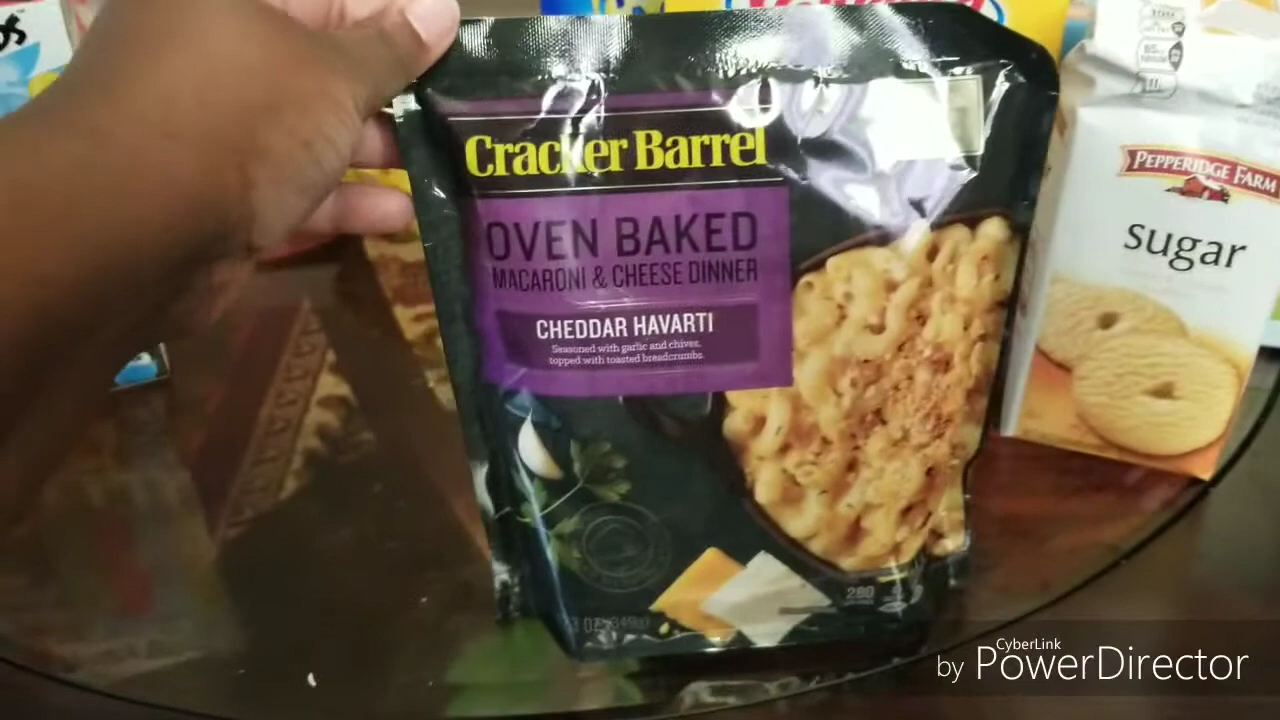 Cracker Barrel
OVEN BAKED
MACARONI & CHEESE DINNER
CHEDDAR HAVARTI
Seasoned with garlic and chives,
topped with toasted breadcrumbs.
280
PEPPERIDGE FARM
sugar
CyberLink
by PowerDirector